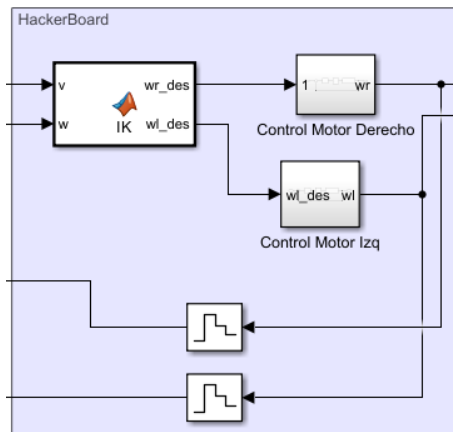 HackerBoard
v
wr_des
w
wl_des
IK
1
wr
Control Motor Derecho
wl_des
wl
Control Motor Izq